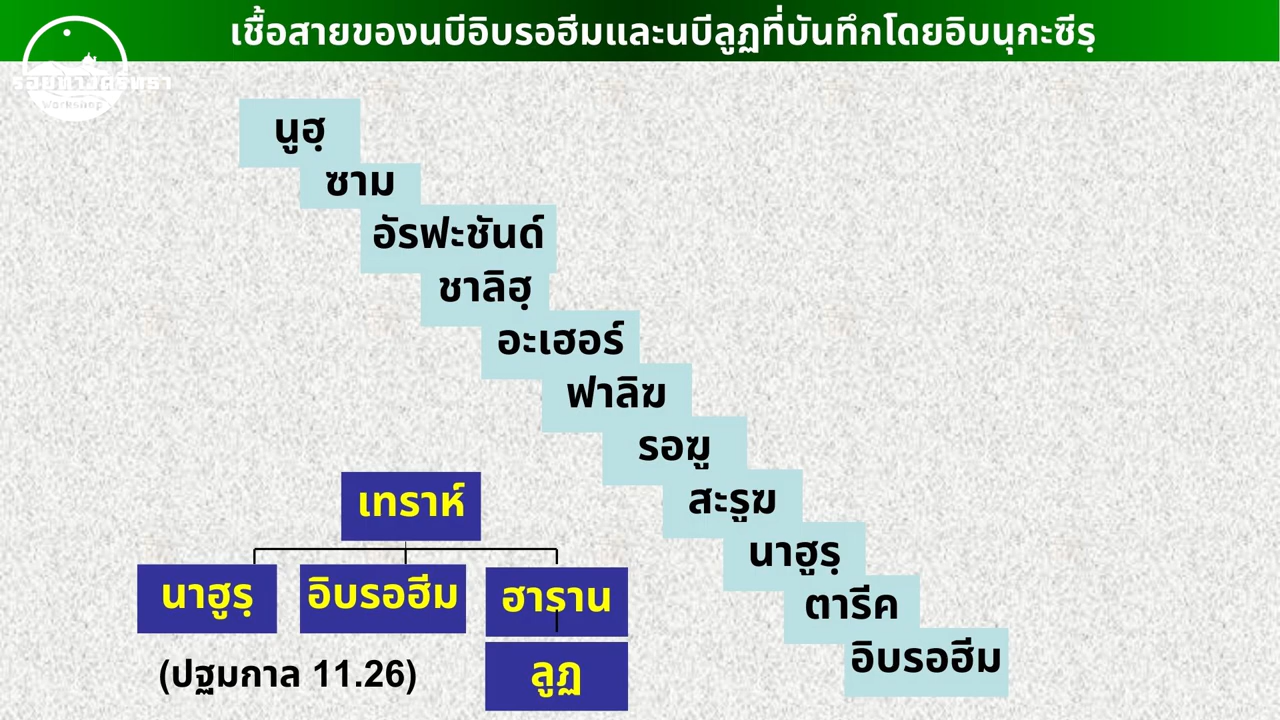 เชื้อสายของนบีอิบรอฮีมและนบีลูฏที่บันทึกโดยอิบนุกะซีรฺ
Workshop
นูฮฺ
ซาม
อัรฟะชันด์
ชาลิฮฺ
อะเฮอร์
ฟาลิฆ
รอฆู
สะรูฆ
นาฮูรฺ
ตารีค
อิบรอฮีม
เทราห์
นาฮูรฺ
อิบรอฮีม
ฮาราน
ลูฏ
(ปฐมกาล 11.26)